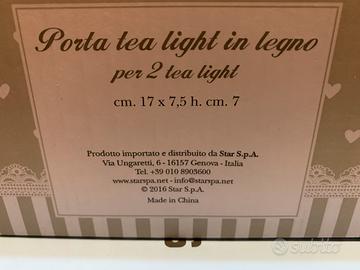 Porta tea light in legno
per 2 tea light
cm. 17 x 7,5 h. cm. 7
Prodotto importato e distribuito da Star S.p.A.
Via Ungaretti, 6 - 16157 Genova - Italia
Tel. +39 010 8903600
www.starspa.net - info@starspa.net
© 2016 Star S.p.A.
Made in China
subito